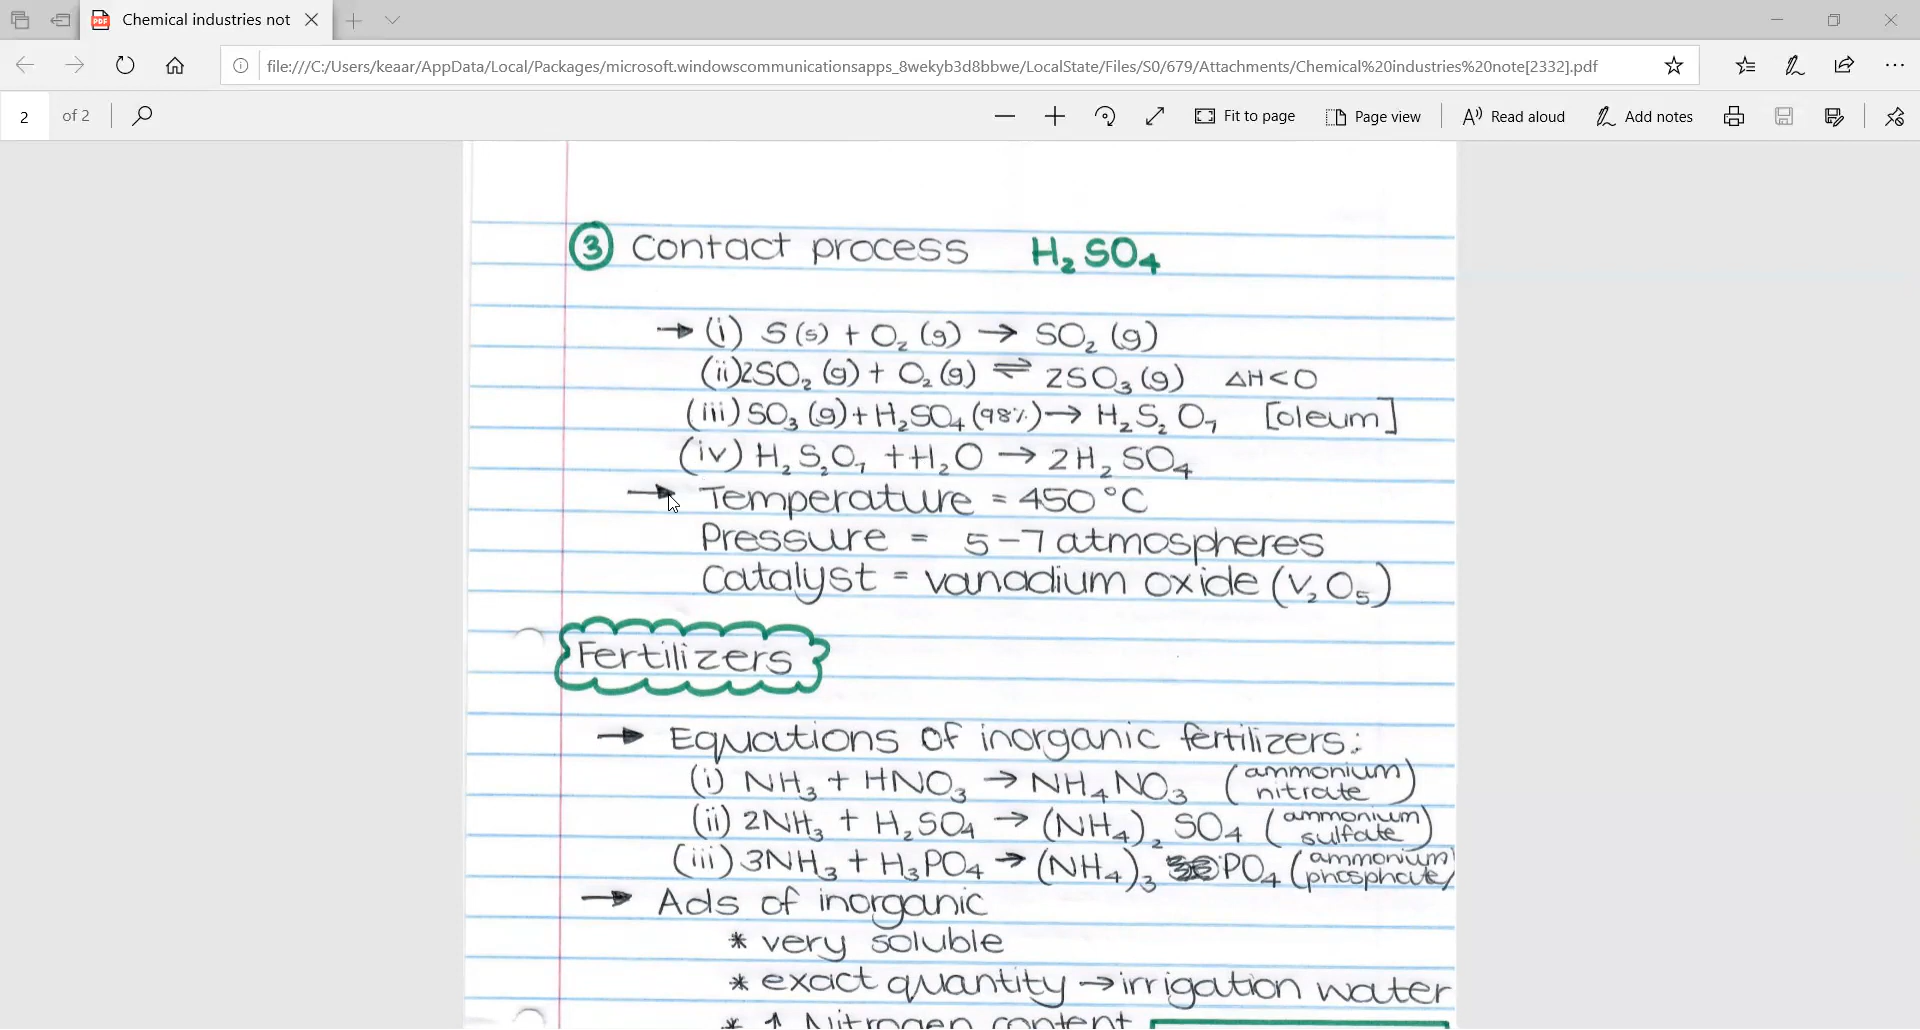 Chemical industries not
file:///C:/Users/keaar/AppData/Local/Packages/microsoft.windowscommunicationsapps_8wekyb3d8bbwe/LocalState/Files/S0/679/Attachments/Chemical%20industries%20note[2332].pdf
2 of 2 Fit to page Page view Read aloud Add notes
③ Contact process H₂SO₄
→ (i) S(s) + O₂(g) → SO₂(g)
(ii) 2SO₂(g) + O₂(g) ⇌ 2SO₃(g) ΔH<O
(iii) SO₃(g) + H₂SO₄(98%) → H₂S₂O₇ [oleum]
(iv) H₂S₂O₇ + H₂O → 2H₂SO₄
→ Temperature = 450°C
Pressure = 5-7 atmospheres
Catalyst = vanadium oxide (V₂O₅)
Fertilizers
→ Equations of inorganic fertilizers:
(i) NH₃ + HNO₃ → NH₄NO₃ (ammonium nitrate)
(ii) 2NH₃ + H₂SO₄ → (NH₄)₂SO₄ (ammonium sulfate)
(iii) 3NH₃ + H₃PO₄ → (NH₄)₃PO₄ (ammonium phosphate)
→ Ads of inorganic
* very soluble
* exact quantity → irrigation water
* ↑ Nitrogen content